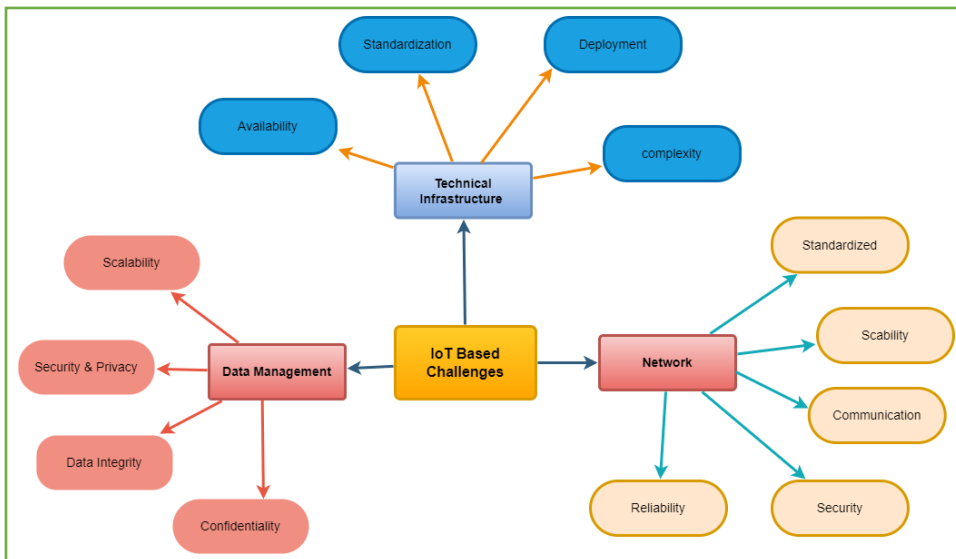 Standardization
Deployment
Availability
complexity
Technical
Infrastructure
Scalability
Standardized
Security & Privacy
Data Management
IoT Based
Challenges
Network
Scability
Communication
Data Integrity
Confidentiality
Reliability
Security